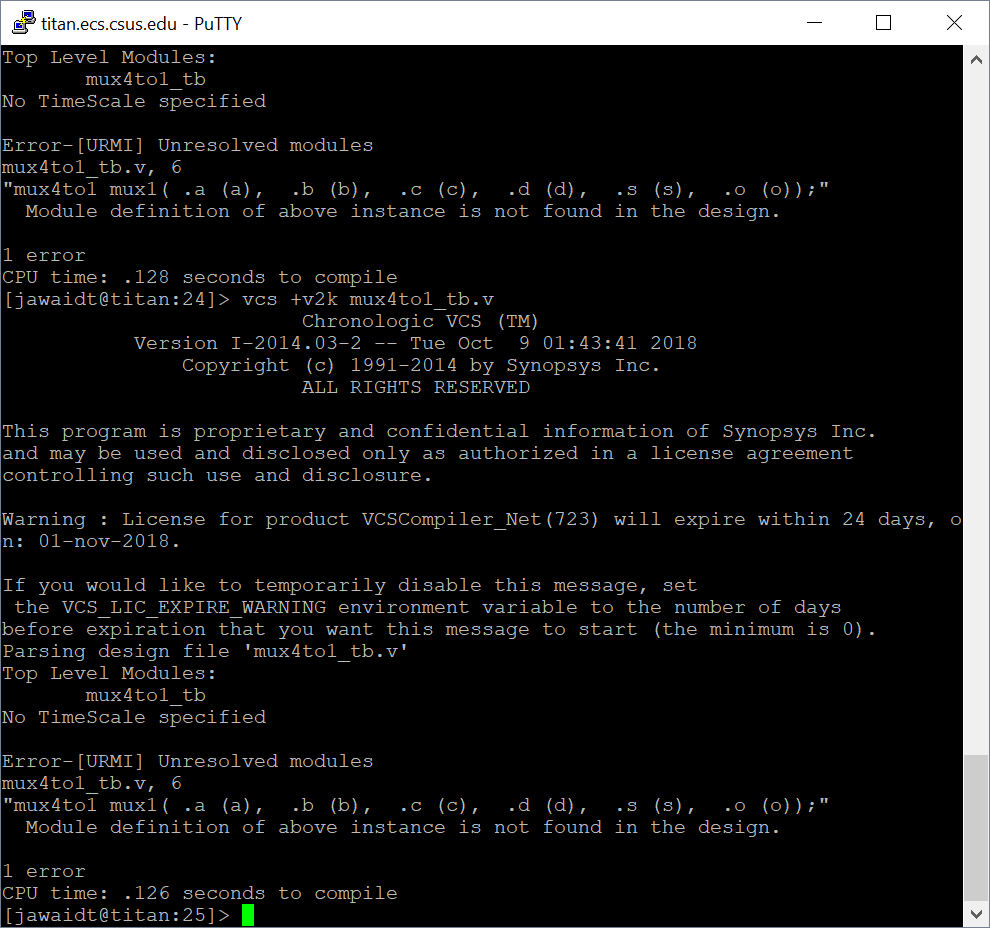 titan.ecs.csus.edu - PuTTY
Top Level Modules:
       mux4to1_tb
No TimeScale specified

Error-[URMI] Unresolved modules
mux4to1_tb.v, 6
"mux4to1 mux1( .a (a),  .b (b),  .c (c),  .d (d),  .s (s),  .o (o));"
  Module definition of above instance is not found in the design.

1 error
CPU time: .128 seconds to compile
[jawaidt@titan:24]> vcs +v2k mux4to1_tb.v
                         Chronologic VCS (TM)
           Version I-2014.03-2 -- Tue Oct  9 01:43:41 2018
               Copyright (c) 1991-2014 by Synopsys Inc.
                         ALL RIGHTS RESERVED

This program is proprietary and confidential information of Synopsys Inc.
and may be used and disclosed only as authorized in a license agreement
controlling such use and disclosure.

Warning : License for product VCSCompiler_Net(723) will expire within 24 days, o
n: 01-nov-2018.

If you would like to temporarily disable this message, set
 the VCS_LIC_EXPIRE_WARNING environment variable to the number of days
before expiration that you want this message to start (the minimum is 0).
Parsing design file 'mux4to1_tb.v'
Top Level Modules:
       mux4to1_tb
No TimeScale specified

Error-[URMI] Unresolved modules
mux4to1_tb.v, 6
"mux4to1 mux1( .a (a),  .b (b),  .c (c),  .d (d),  .s (s),  .o (o));"
  Module definition of above instance is not found in the design.

1 error
CPU time: .126 seconds to compile
[jawaidt@titan:25]>